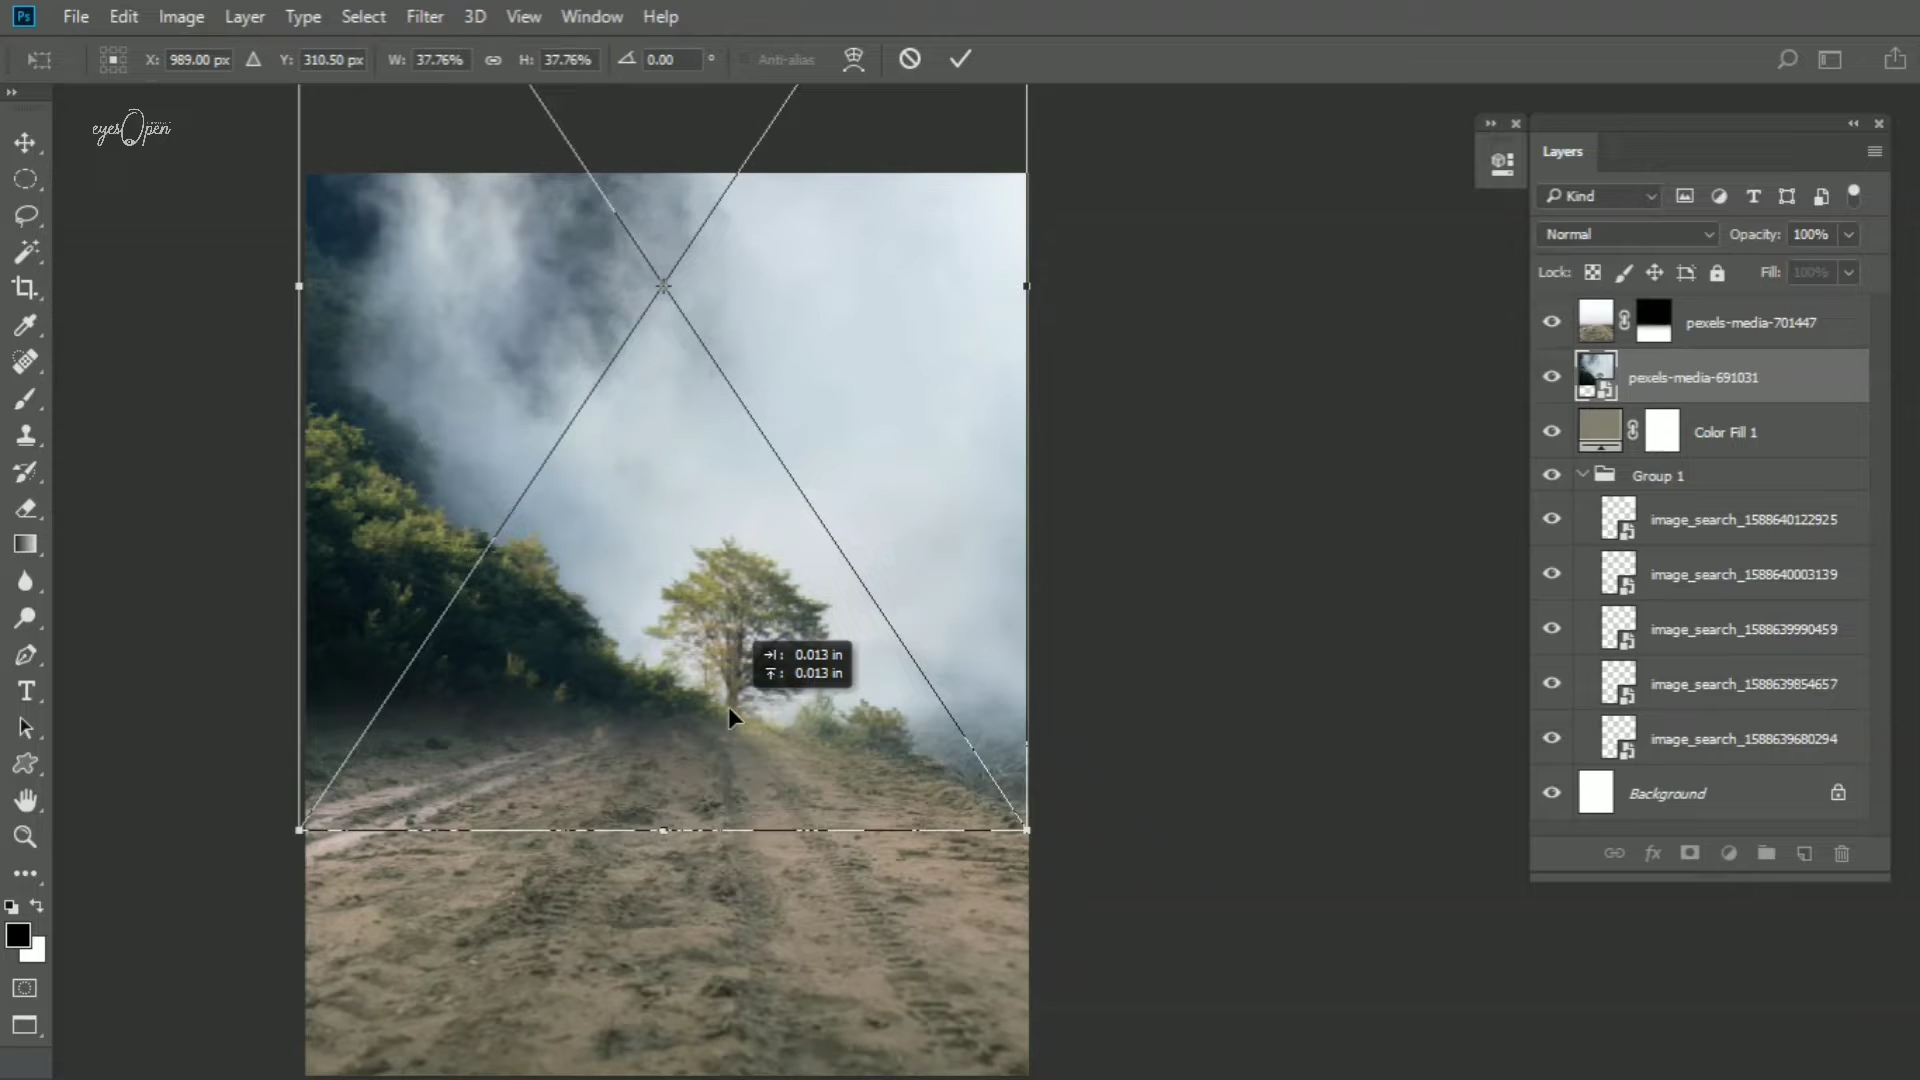 Ps File Edit Image Layer Type Select Filter 3D View Window Help
X: 989.00 px Y: 310.50 px W: 37.76% H: 37.76% 0.00 ° Anti-alias
eyesOpen
Layers
Kind
Normal Opacity: 100%
Lock: Fill: 100%
pexels-media-701447
pexels-media-691031
Color Fill 1
Group 1
image_search_1588640122925
image_search_1588640003139
image_search_1588639990459
image_search_1588639854657
image_search_1588639680294
Background
: 0.013 in
: 0.013 in